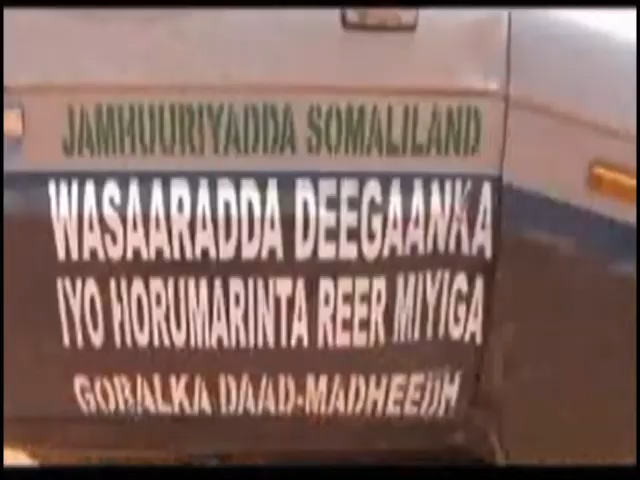 JAMHUURIYADDA SOMALILAND
WASAARADDA DEEGAANKA
IYO HORUMARINTA REER MIYIGA
GOBALKA DAAD-MADHEEDH